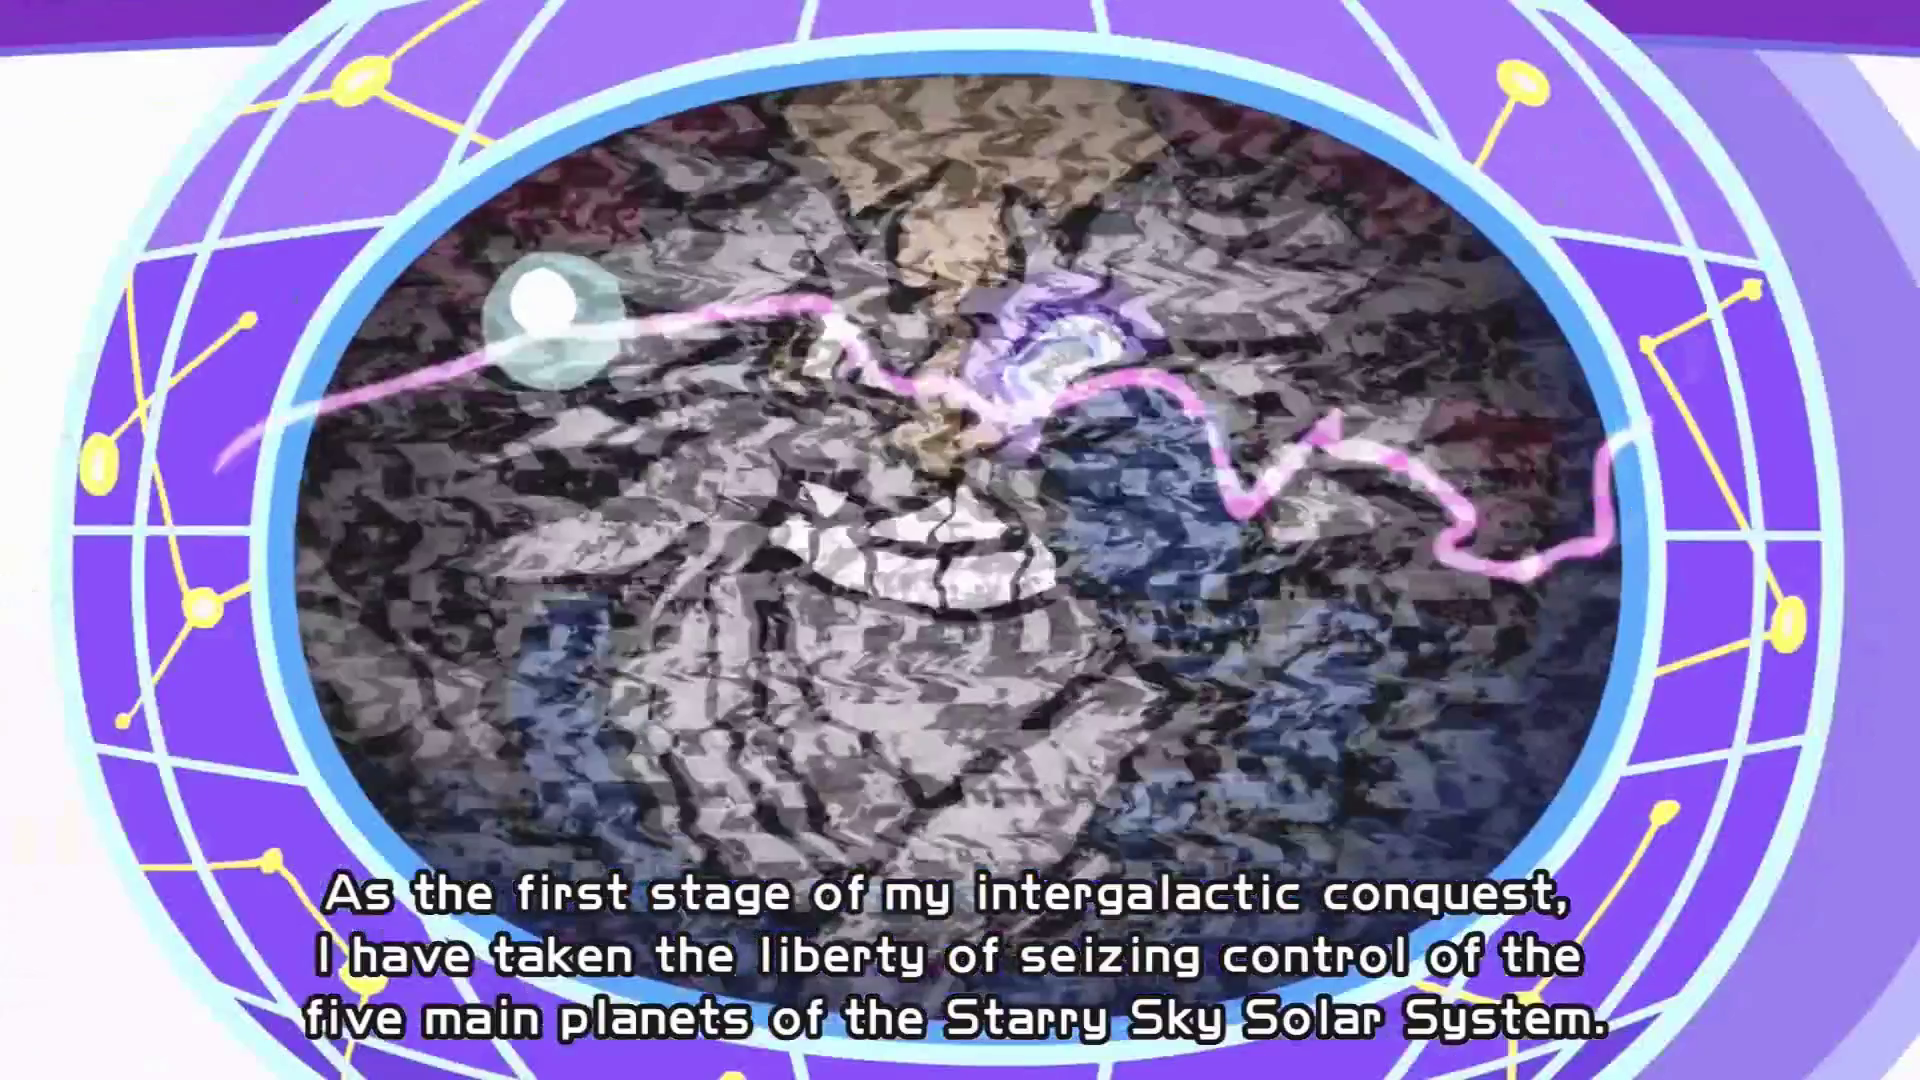 As the first stage of my intergalactic conquest,
I have taken the liberty of seizing control of the
five main planets of the Starry Sky Solar System.